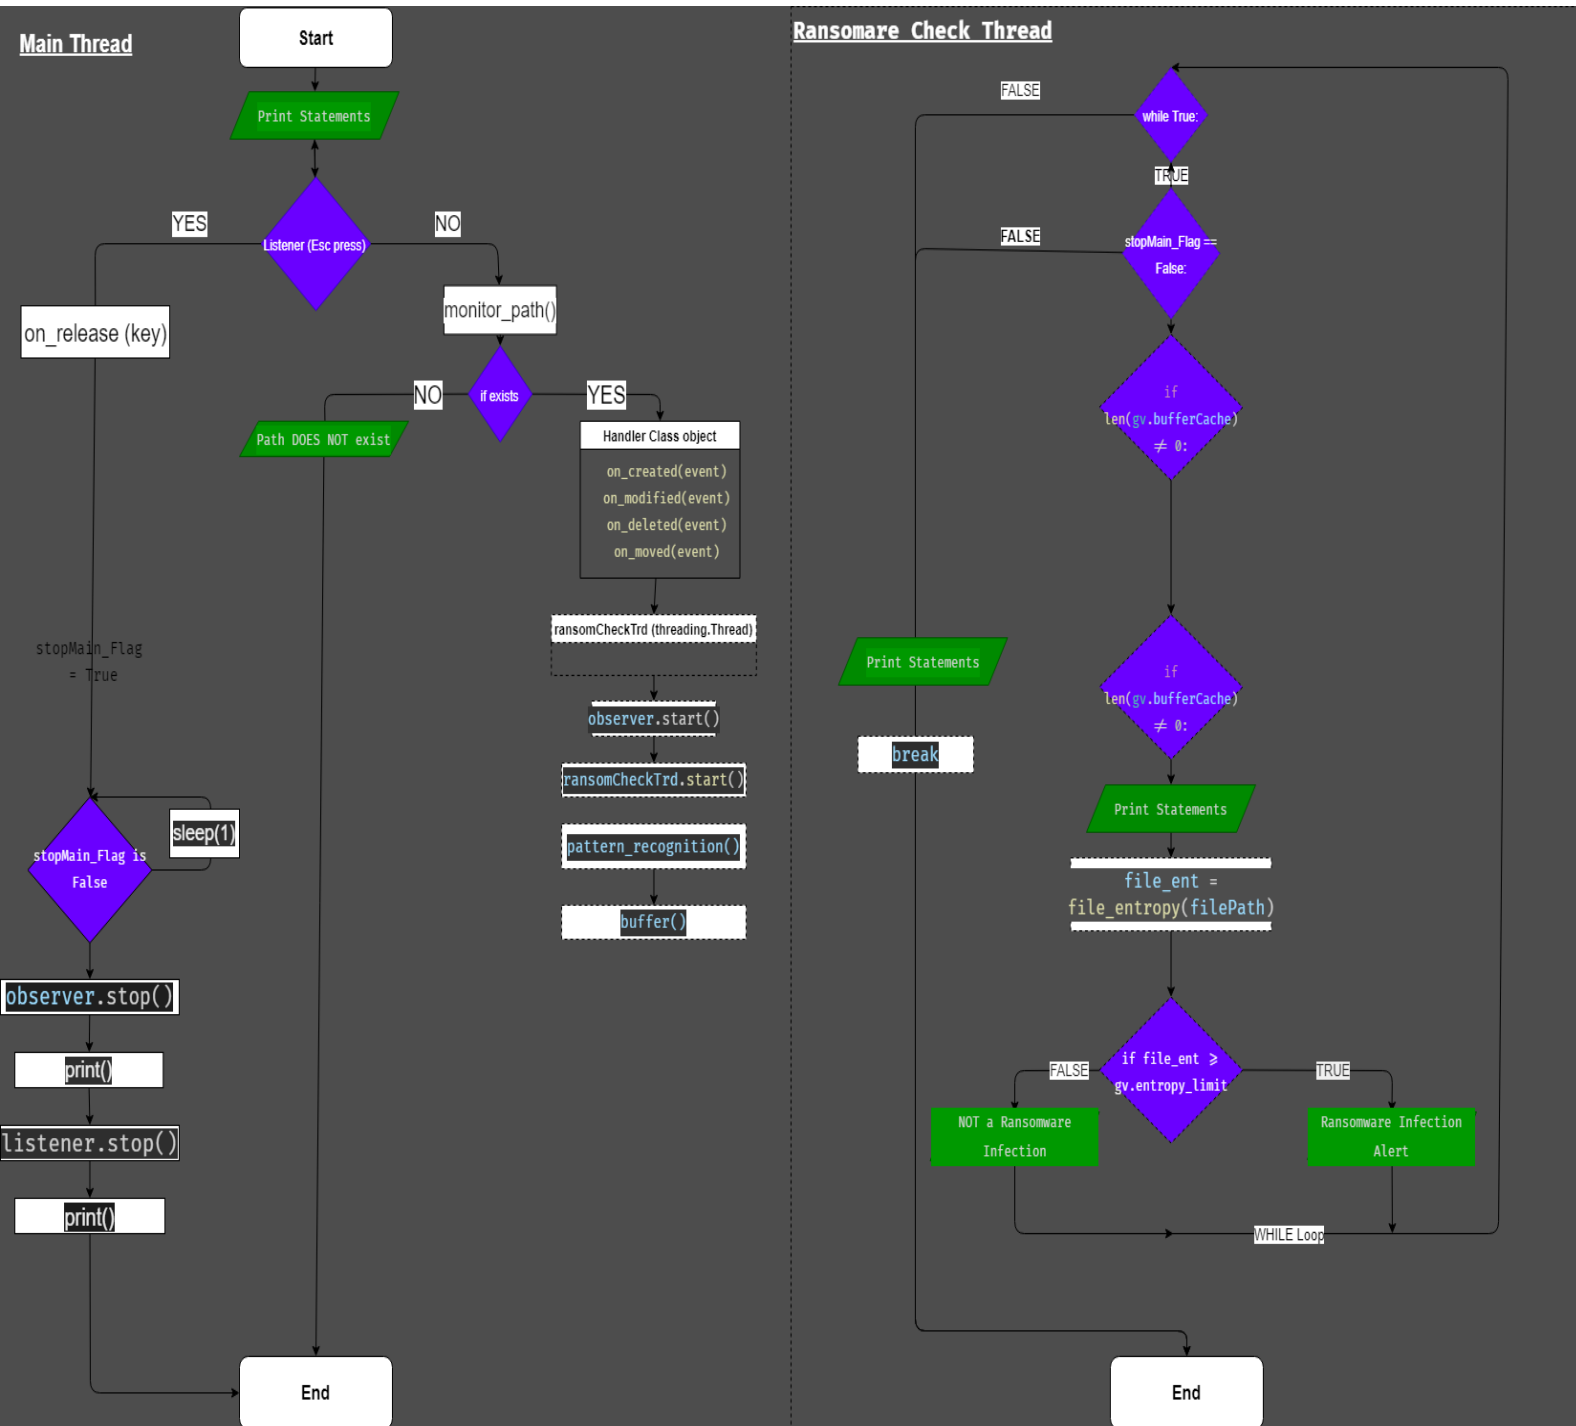 Main Thread
Start
Print Statements
Listener (Esc press)
YES
NO
on_release (key)
monitor_path()
if exists
NO
YES
Path DOES NOT exist
Handler Class object
on_created(event)
on_modified(event)
on_deleted(event)
on_moved(event)
ransomCheckTrd (threading.Thread)
observer.start()
ransomCheckTrd.start()
pattern_recognition()
buffer()
stopMain_Flag
= True
sleep(1)
stopMain_Flag is
False
observer.stop()
print()
listener.stop()
print()
End
Ransomare Check Thread
FALSE
while True:
TRUE
FALSE
stopMain_Flag ==
False:
if
len(gv.bufferCache)
≠ 0:
if
len(gv.bufferCache)
≠ 0:
Print Statements
break
Print Statements
file_ent =
file_entropy(filePath)
if file_ent ⩾
gv.entropy_limit
FALSE
TRUE
NOT a Ransomware
Infection
Ransomware Infection
Alert
WHILE Loop
End